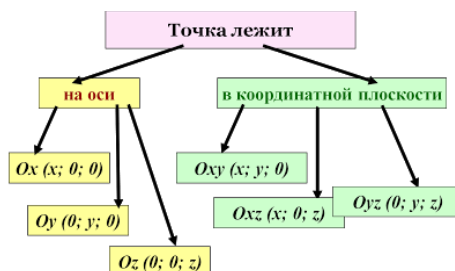 Точка лежит
на оси
в координатной плоскости
Ox (x; 0; 0)
Oy (0; y; 0)
Oz (0; 0; z)
Oxy (x; y; 0)
Oxz (x; 0; z)
Oyz (0; y; z)